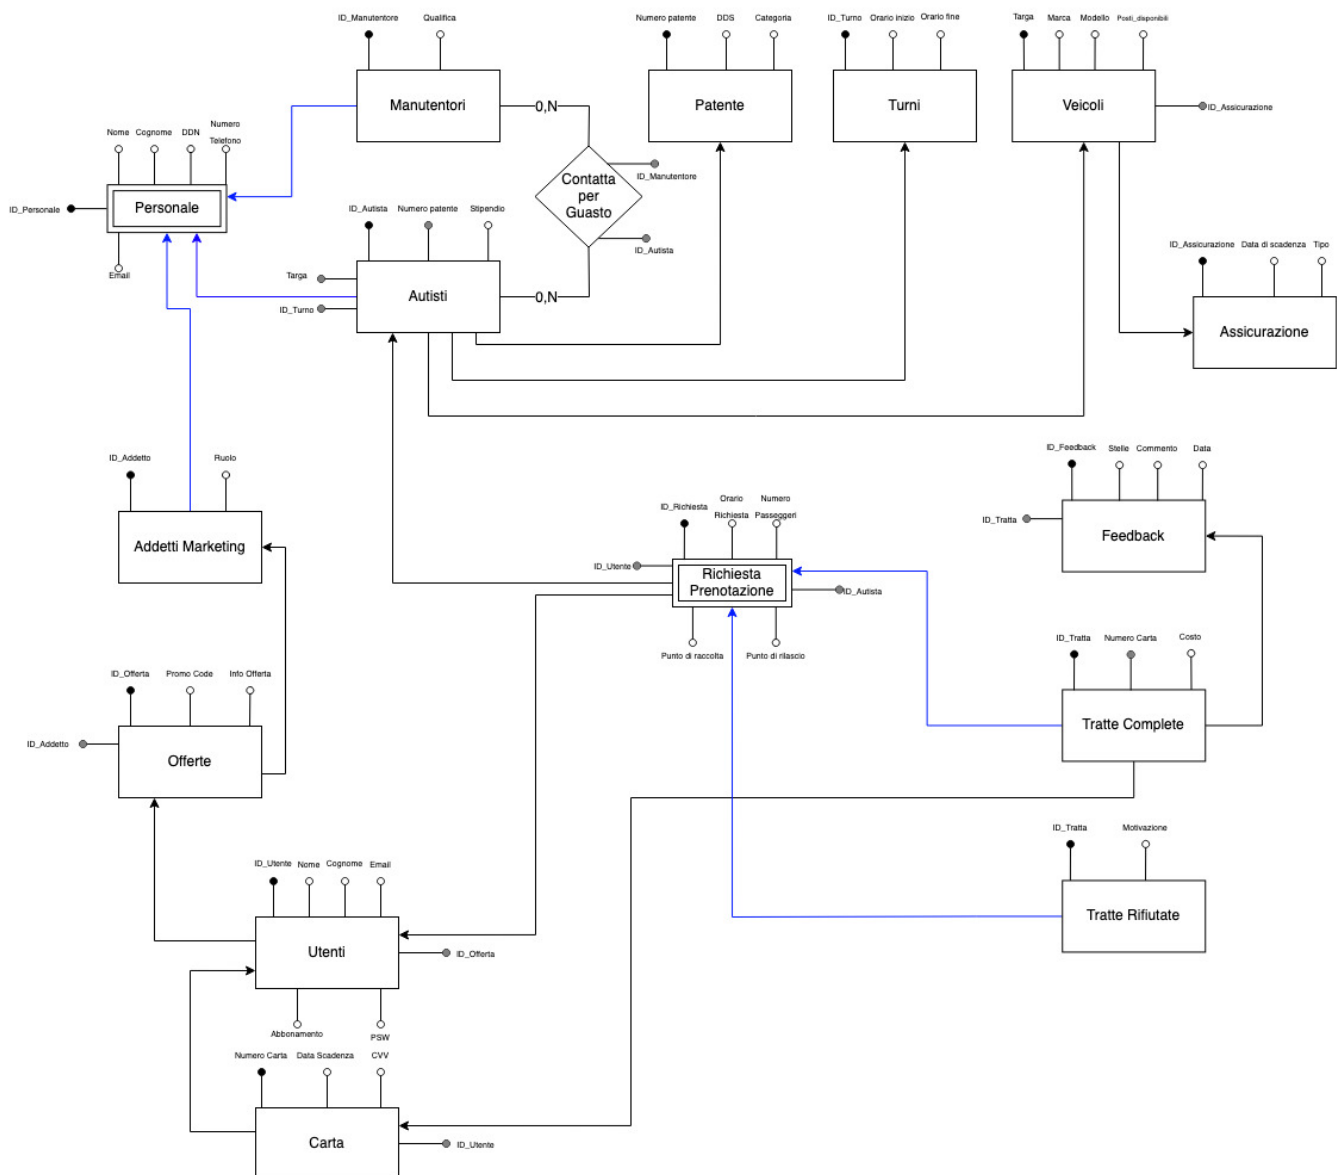 ID_Manutentore
Qualifica
Numero patente
DDS
Categoria
ID_Turno
Orario inizio
Orario fine
Targa
Marca
Modello
Posti_disponibili
Manutentori
0,N
Patente
Turni
Veicoli
ID_Assicurazione
Nome
Cognome
DDN
Numero
Telefono
ID_Personale
Personale
Email
Contatta
per
Guasto
ID_Manutentore
ID_Autista
ID_Autista
Numero patente
Stipendio
Targa
ID_Turno
Autisti
0,N
ID_Assicurazione
Data di scadenza
Tipo
Assicurazione
ID_Addetto
Ruolo
Addetti Marketing
ID_Richiesta
Orario
Richiesta
Numero
Passeggeri
ID_Utente
Richiesta
Prenotazione
ID_Autista
Punto di raccolta
Punto di rilascio
ID_Feedback
Stelle
Commento
Data
ID_Tratta
Feedback
ID_Tratta
Numero Carta
Costo
Tratte Complete
ID_Offerta
Promo Code
Info Offerta
ID_Addetto
Offerte
ID_Tratta
Motivazione
Tratte Rifiutate
ID_Utente
Nome
Cognome
Email
Utenti
ID_Offerta
Abbonamento
PSW
Numero Carta
Data Scadenza
CVV
Carta
ID_Utente